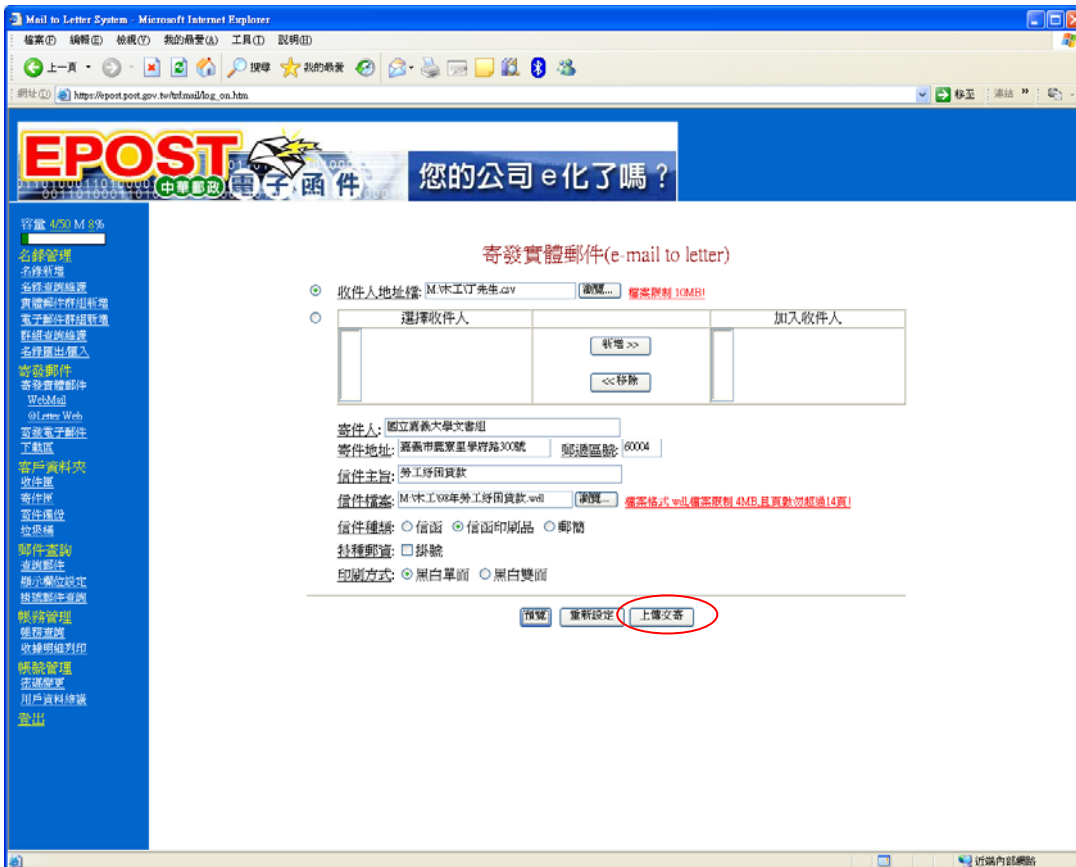 Mail to Letter System - Microsoft Internet Explorer
檔案(F) 編輯(E) 檢視(V) 我的最愛(A) 工具(T) 說明(H)
上一頁 搜尋 我的最愛
網址(D) https://epost.post.gov.tw/tedmail/log_on.htm 移至 連結 »
EPOST 中華郵政 電子函件 您的公司e化了嗎?
容量 4/50 M 8%
名錄管理
名錄新增
名錄查詢維護
實體郵件群組新增
電子郵件群組新增
群組查詢維護
名錄匯出/匯入
寄發郵件
寄發實體郵件
WebMail
@Letter Web
寄發電子郵件
下載區
客戶資料夾
收件匣
寄件匣
寄件備份
垃圾桶
郵件查詢
查詢郵件
顯示欄位設定
掛號郵件查詢
帳務管理
帳務查詢
收據明細列印
帳號管理
密碼變更
用戶資料維護
登出
寄發實體郵件(e-mail to letter)
收件人地址檔: M:\木工\丁先生.csv 瀏覽... 檔案限制 10MB!
選擇收件人 加入收件人
新增 >>
<<移除
寄件人: 國立嘉義大學文書組
寄件地址: 嘉義市鹿寮里學府路300號 郵遞區號: 60004
信件主旨: 勞工紓困貸款
信件檔案: M:\木工\98年勞工紓困貸款.wdl 瀏覽... 檔案格式 wdl,檔案限制 4MB,且頁數勿超過14頁!
信件種類: 信函 信函印刷品 郵簡
特種郵資: 掛號
印刷方式: 黑白單面 黑白雙面
預覽 重新設定 上傳交寄
近端內部網路